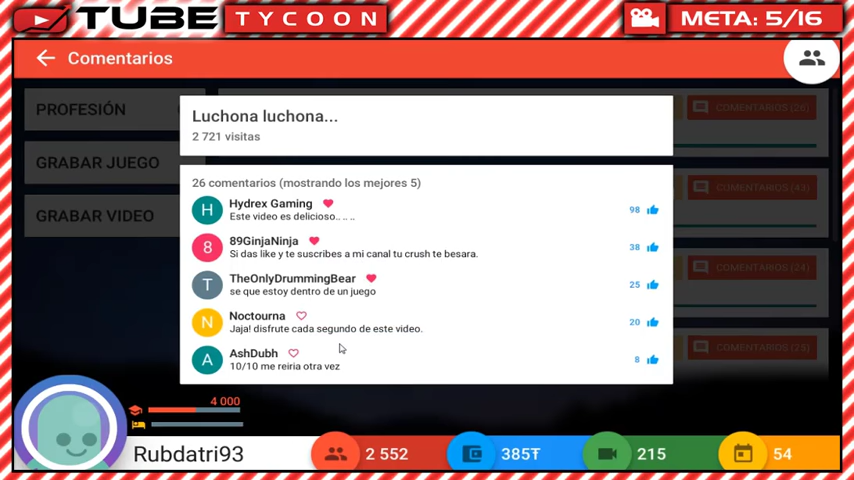 TUBE TYCOON
META: 5/16
Comentarios
PROFESIÓN
GRABAR JUEGO
GRABAR VIDEO
COMENTARIOS (26)
COMENTARIOS (43)
COMENTARIOS (24)
COMENTARIOS (25)
Luchona luchona...
2 721 visitas
26 comentarios (mostrando los mejores 5)
H Hydrex Gaming
Este video es delicioso.. .. ..
98
8 89GinjaNinja
Si das like y te suscribes a mi canal tu crush te besara.
38
T TheOnlyDrummingBear
se que estoy dentro de un juego
25
N Noctourna
Jaja! disfrute cada segundo de este video.
20
A AshDubh
10/10 me reiria otra vez
8
4 000
Rubdatri93
2 552
385₸
215
54